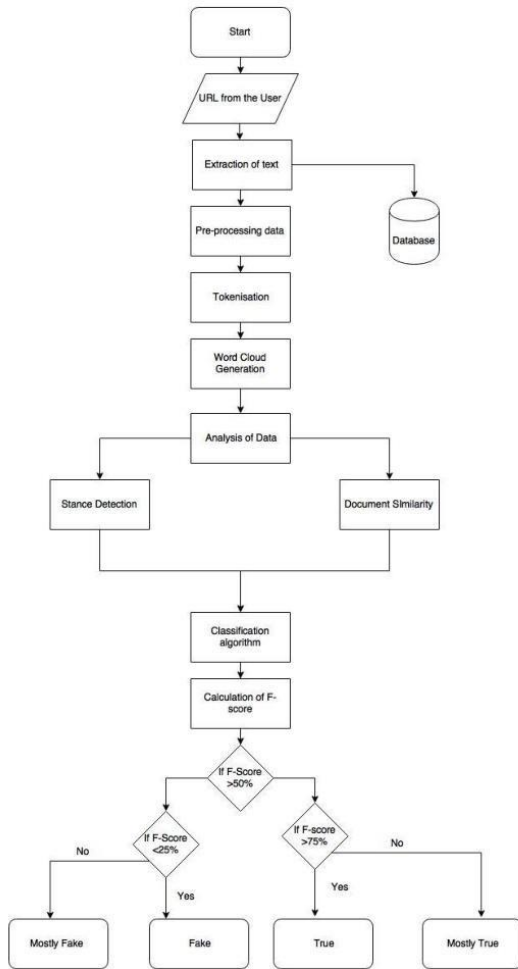 Start
URL from the User
Extraction of text
Database
Pre-processing data
Tokenisation
Word Cloud
Generation
Analysis of Data
Stance Detection
Document SImilarity
Classification
algorithm
Calculation of F-
score
If F-Score
>50%
If F-Score
<25%
If F-score
>75%
No
Yes
Yes
No
Mostly Fake
Fake
True
Mostly True